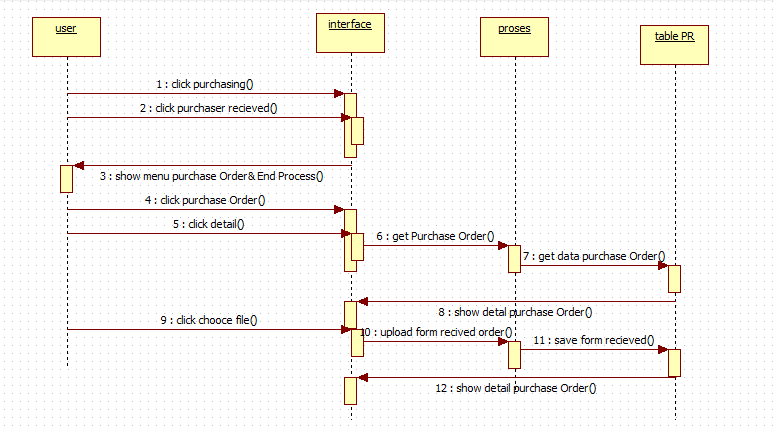 user
interface
proses
table PR
1 : click purchasing()
2 : click purchaser recieved()
3 : show menu purchase Order& End Process()
4 : click purchase Order()
5 : click detail()
6 : get Purchase Order()
7 : get data purchase Order()
8 : show detal purchase Order()
9 : click chooce file()
10 : upload form recived order()
11 : save form recieved()
12 : show detail purchase Order()